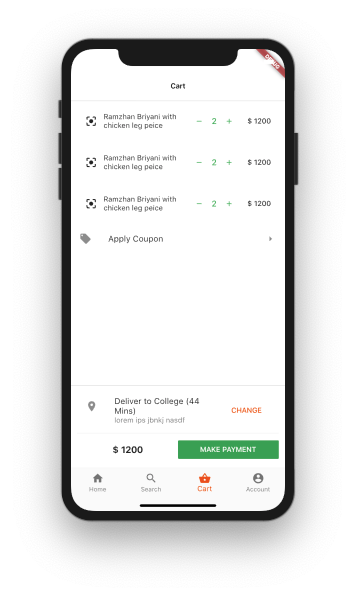 Cart
Ramzhan Briyani with
chicken leg peice
− 2 + $ 1200
Ramzhan Briyani with
chicken leg peice
− 2 + $ 1200
Ramzhan Briyani with
chicken leg peice
− 2 + $ 1200
Apply Coupon
Deliver to College (44
Mins)
lorem ips jbnkj nasdf
CHANGE
$ 1200
MAKE PAYMENT
Home Search Cart Account